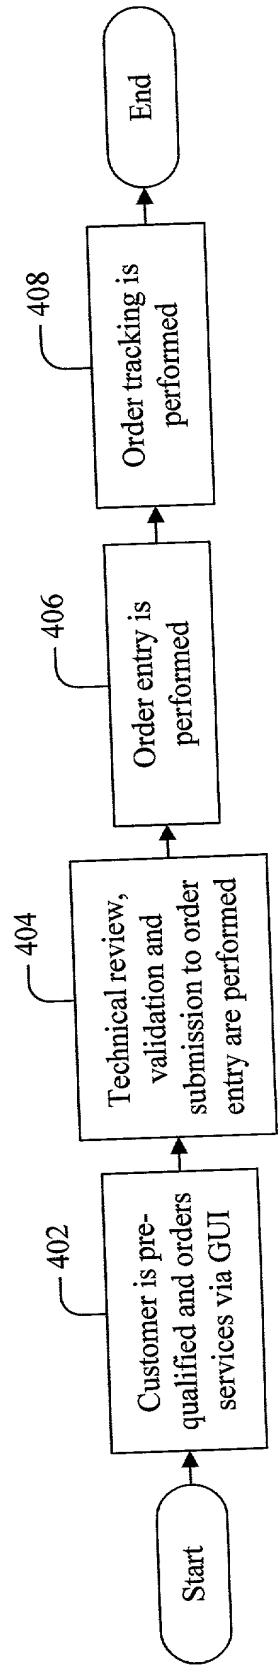 Start
402
Customer is pre-
qualified and orders
services via GUI
404
Technical review,
validation and
submission to order
entry are performed
406
Order entry is
performed
408
Order tracking is
performed
End